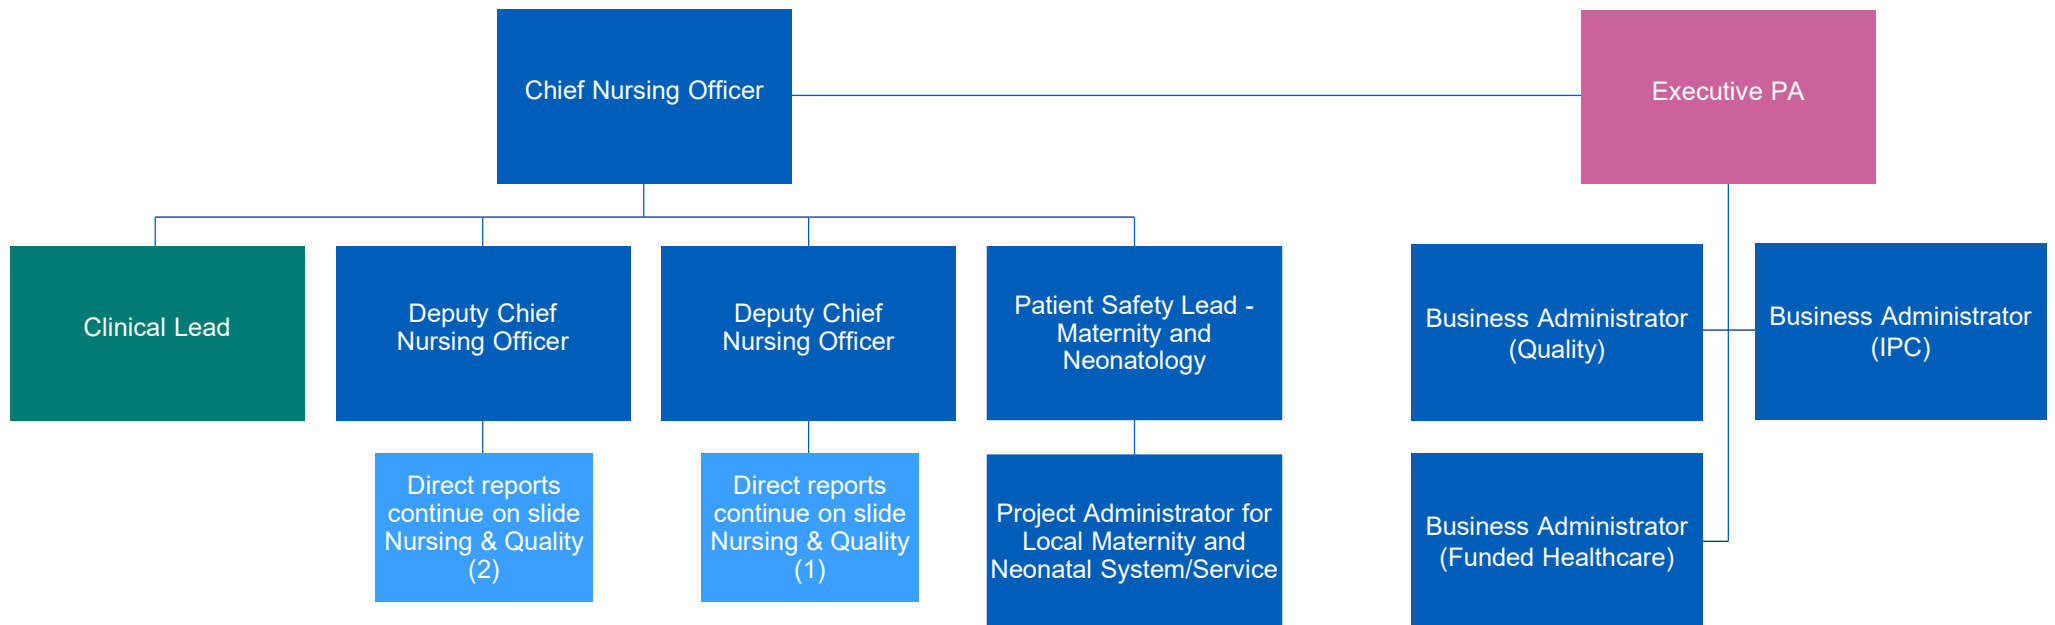 Chief Nursing Officer
Executive PA
Clinical Lead
Deputy Chief
Nursing Officer
Deputy Chief
Nursing Officer
Patient Safety Lead -
Maternity and
Neonatology
Business Administrator
(Quality)
Business Administrator
(IPC)
Direct reports
continue on slide
Nursing & Quality
(2)
Direct reports
continue on slide
Nursing & Quality
(1)
Project Administrator for
Local Maternity and
Neonatal System/Service
Business Administrator
(Funded Healthcare)